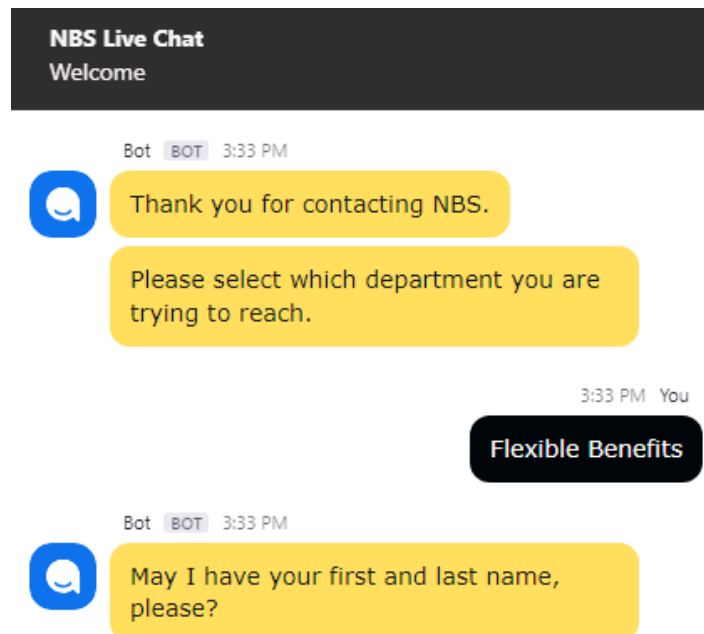 NBS Live Chat
Welcome
Bot BOT 3:33 PM
Thank you for contacting NBS.
Please select which department you are
trying to reach.
3:33 PM You
Flexible Benefits
Bot BOT 3:33 PM
May I have your first and last name,
please?